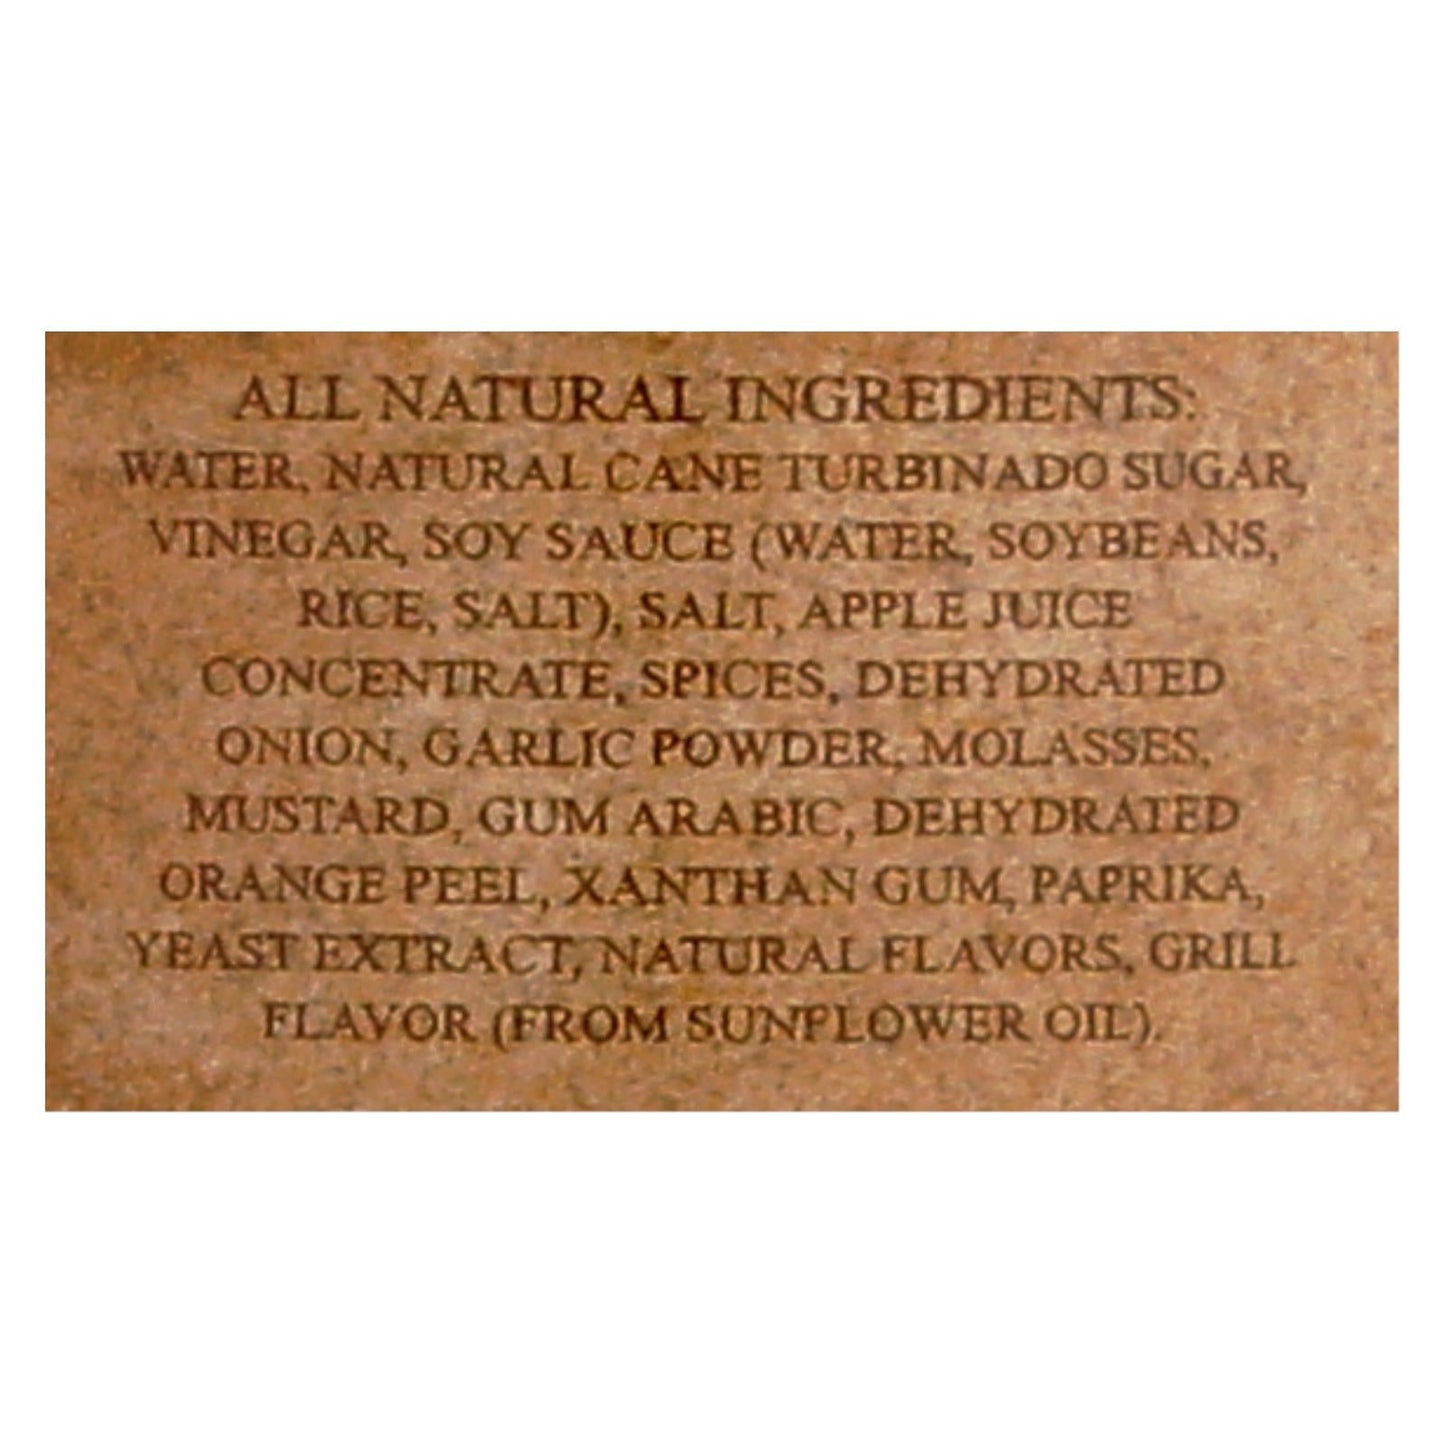 ALL NATURAL INGREDIENTS:
WATER, NATURAL CANE TURBINADO SUGAR,
VINEGAR, SOY SAUCE (WATER, SOYBEANS,
RICE, SALT), SALT, APPLE JUICE
CONCENTRATE, SPICES, DEHYDRATED
ONION, GARLIC POWDER, MOLASSES,
MUSTARD, GUM ARABIC, DEHYDRATED
ORANGE PEEL, XANTHAN GUM, PAPRIKA,
YEAST EXTRACT, NATURAL FLAVORS, GRILL
FLAVOR (FROM SUNFLOWER OIL).